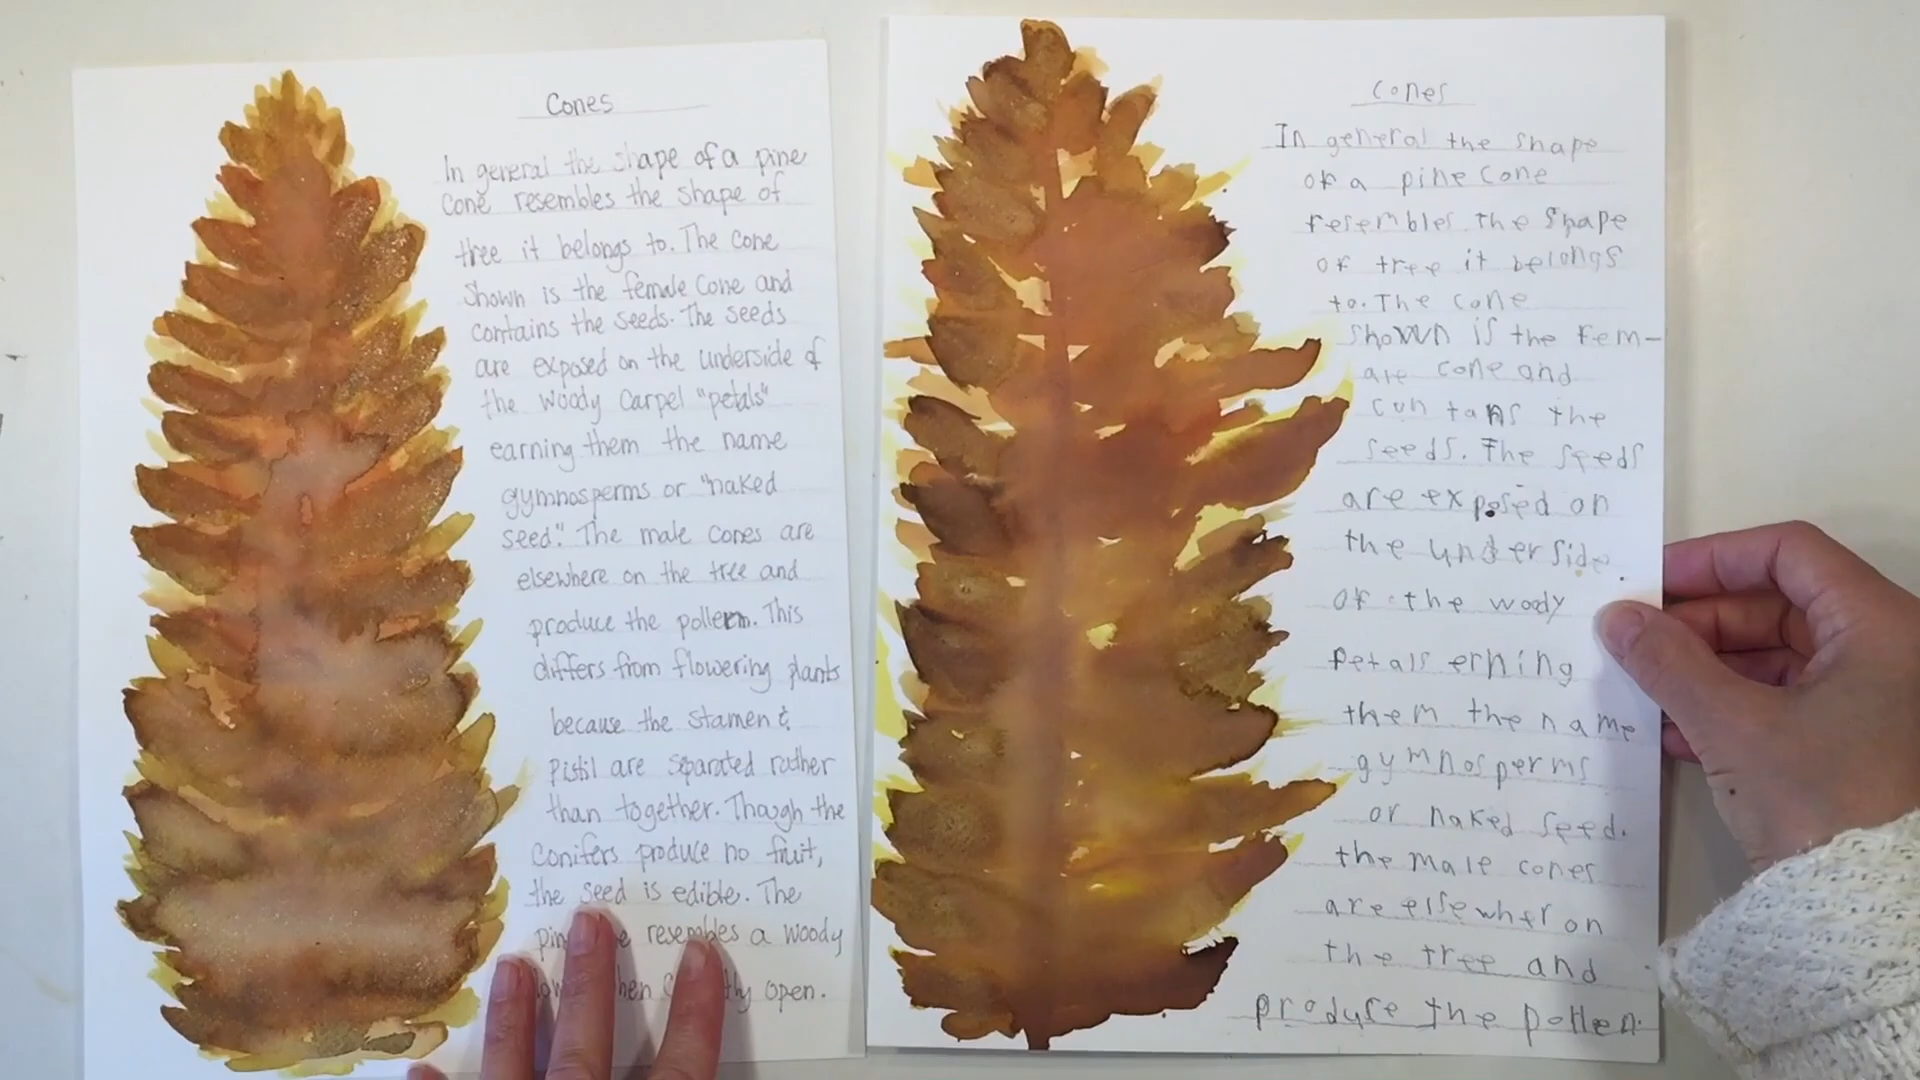 Cones
In general the shape of a pine
cone resembles the shape of
tree it belongs to. The cone
shown is the female cone and
contains the seeds. The seeds
are exposed on the underside of
the woody carpel "petals"
earning them the name
gymnosperms or "naked
seed". The male cones are
elsewhere on the tree and
produce the pollen. This
differs from flowering plants
because the stamen &
pistil are separated rather
than together. Though the
conifers produce no fruit,
the seed is edible. The
resembles a woody
open.
Cones
In general the shape
of a pine cone
resembles the shape
of tree it belongs
to. The cone
shown is the fem-
ale cone and
contans the
seeds. The seeds
are exposed on
the underside
of the wody
petals erning
them the name
gymnosperms
or naked seed.
the male cones
are elsewher on
the tree and
produce the pollen.